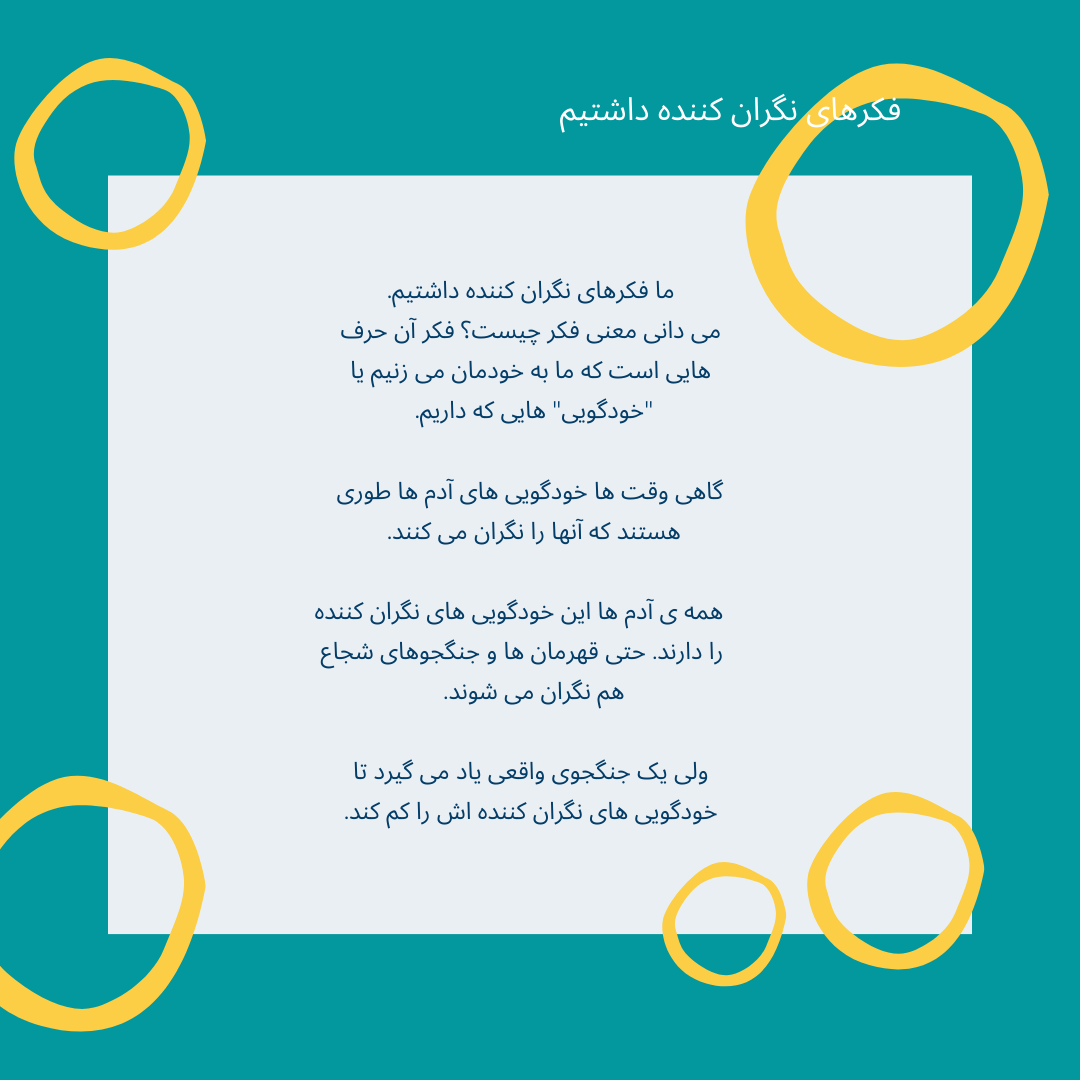 فکرهای نگران کننده داشتیم
ما فکرهای نگران کننده داشتیم.
می دانی معنی فکر چیست؟ فکر آن حرف
هایی است که ما به خودمان می زنیم یا
"خودگویی" هایی که داریم.
گاهی وقت ها خودگویی های آدم ها طوری
هستند که آنها را نگران می کنند.
همه ی آدم ها این خودگویی های نگران کننده
را دارند. حتی قهرمان ها و جنگجوهای شجاع
هم نگران می شوند.
ولی یک جنگجوی واقعی یاد می گیرد تا
خودگویی های نگران کننده اش را کم کند.